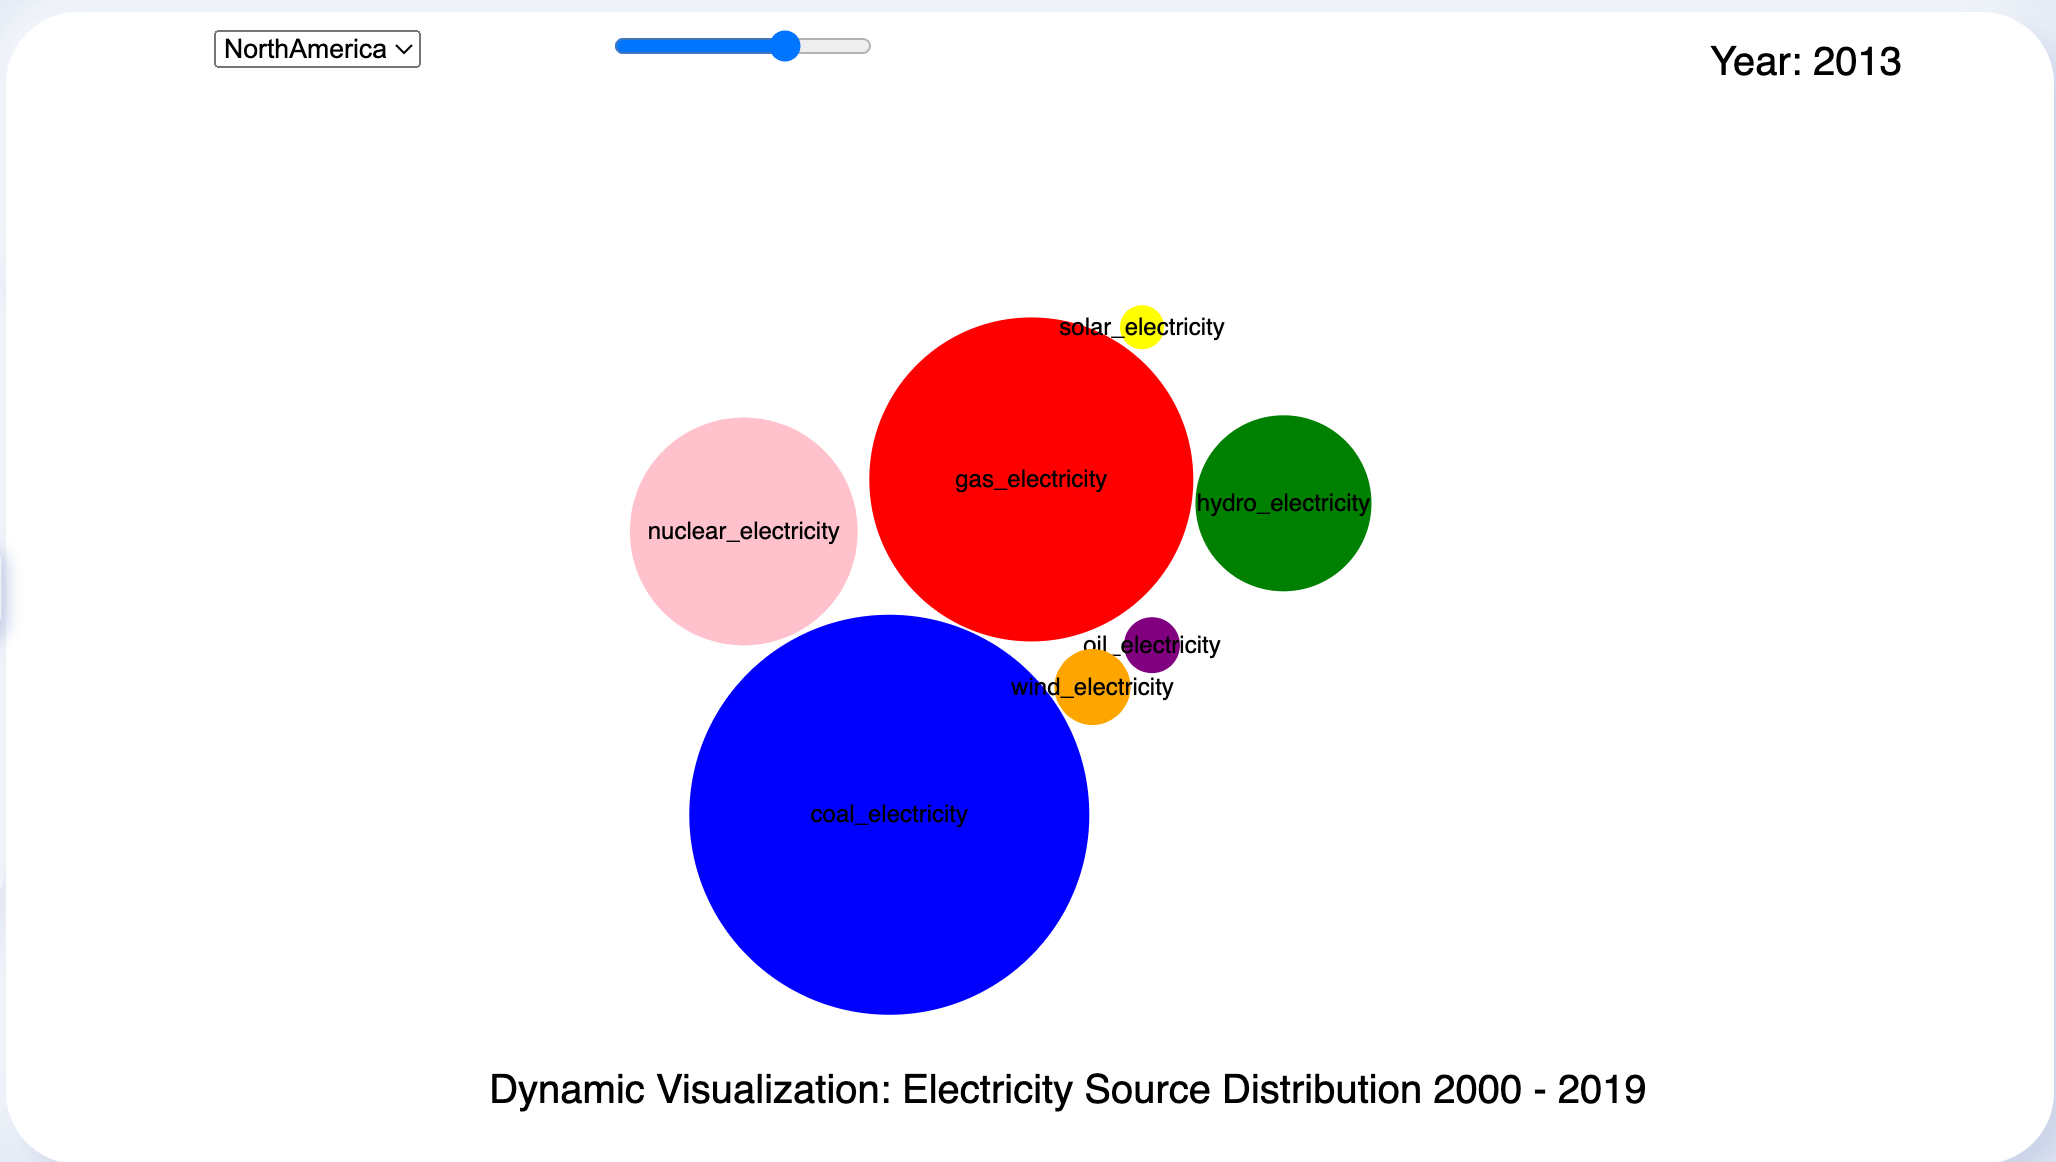 NorthAmerica
Year: 2013
solar_electricity
gas_electricity
hydro_electricity
nuclear_electricity
oil_electricity
wind_electricity
coal_electricity
Dynamic Visualization: Electricity Source Distribution 2000 - 2019